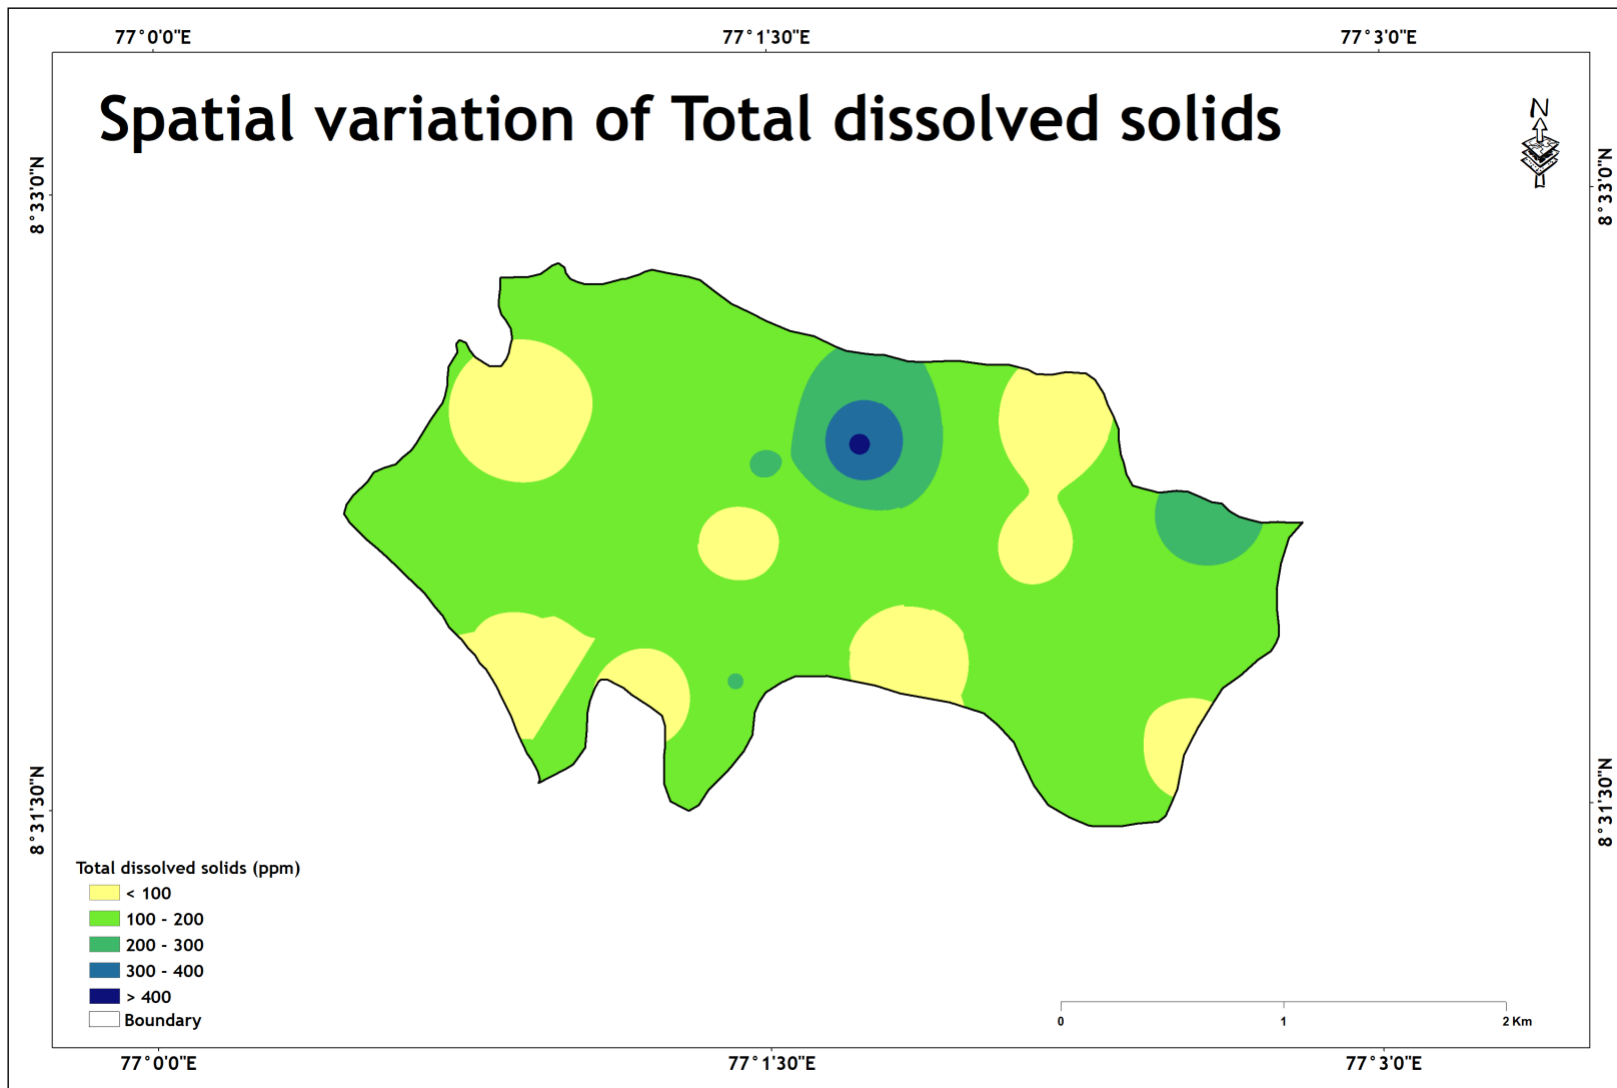 77°0'0"E 77°1'30"E 77°3'0"E
Spatial variation of Total dissolved solids
N
8°33'0"N 8°33'0"N
8°31'30"N 8°31'30"N
Total dissolved solids (ppm)
< 100
100 - 200
200 - 300
300 - 400
> 400
Boundary
0 1 2 Km
77°0'0"E 77°1'30"E 77°3'0"E